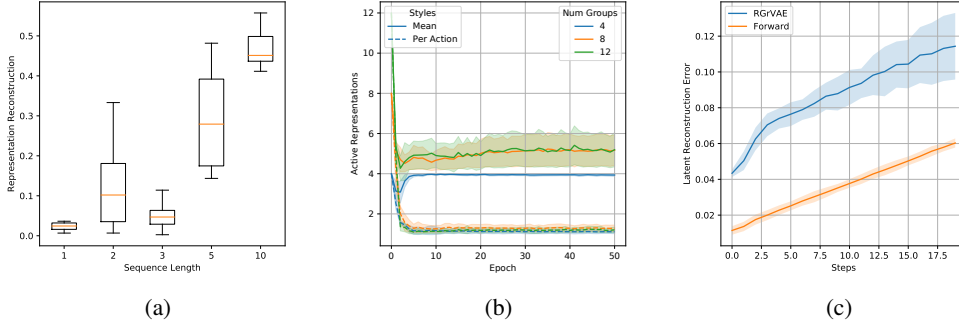 0.5
0.4
0.3
0.2
0.1
0.0
Representation Reconstruction
1 2 3 5 10
Sequence Length
(a)
Styles
Mean
Per Action
Num Groups
4
8
12
12
10
8
6
4
2
Active Representations
0 10 20 30 40 50
Epoch
(b)
RGrVAE
Forward
0.12
0.10
0.08
0.06
0.04
0.02
Latent Reconstruction Error
0.0 2.5 5.0 7.5 10.0 12.5 15.0 17.5
Steps
(c)